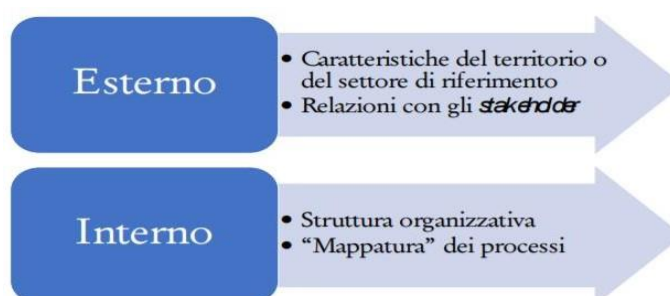 Esterno
• Caratteristiche del territorio o
del settore di riferimento
• Relazioni con gli stakeholder
Interno
• Struttura organizzativa
• “Mappatura” dei processi